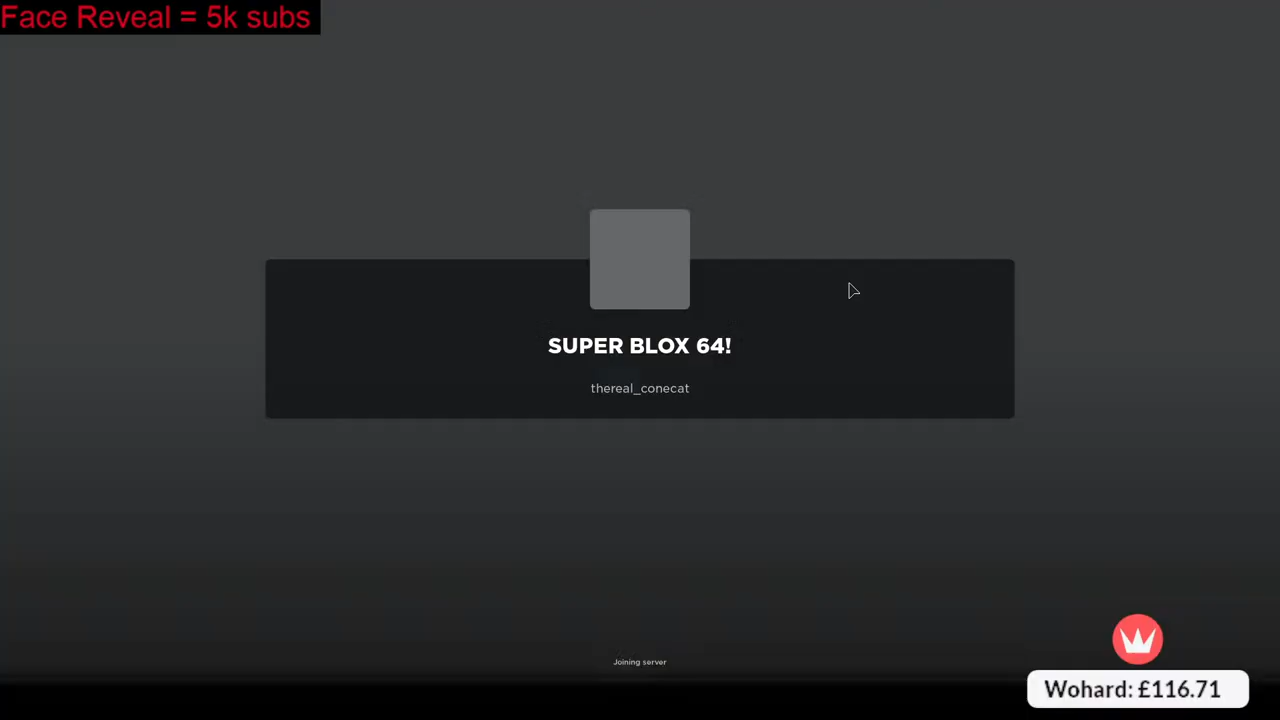 Face Reveal = 5k subs
SUPER BLOX 64!
thereal_conecat
Joining server
Wohard: £116.71